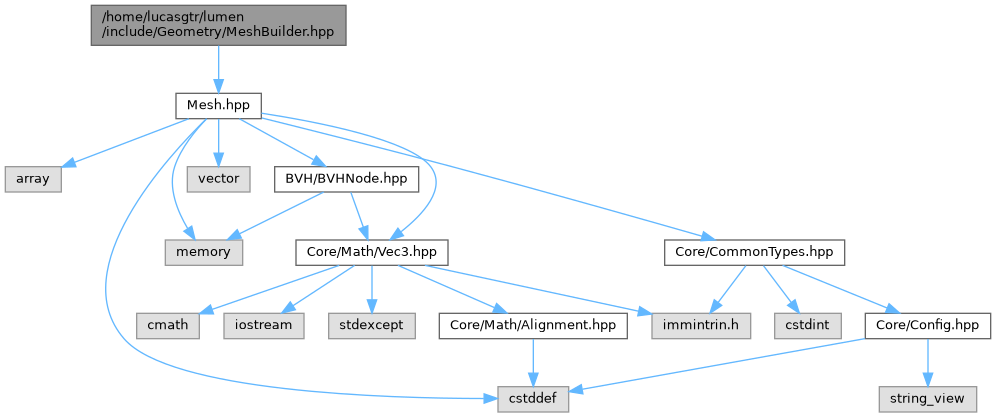 /home/lucasgtr/lumen
/include/Geometry/MeshBuilder.hpp
Mesh.hpp
array
vector
BVH/BVHNode.hpp
memory
Core/Math/Vec3.hpp
Core/CommonTypes.hpp
cmath
iostream
stdexcept
Core/Math/Alignment.hpp
immintrin.h
cstdint
Core/Config.hpp
cstddef
string_view